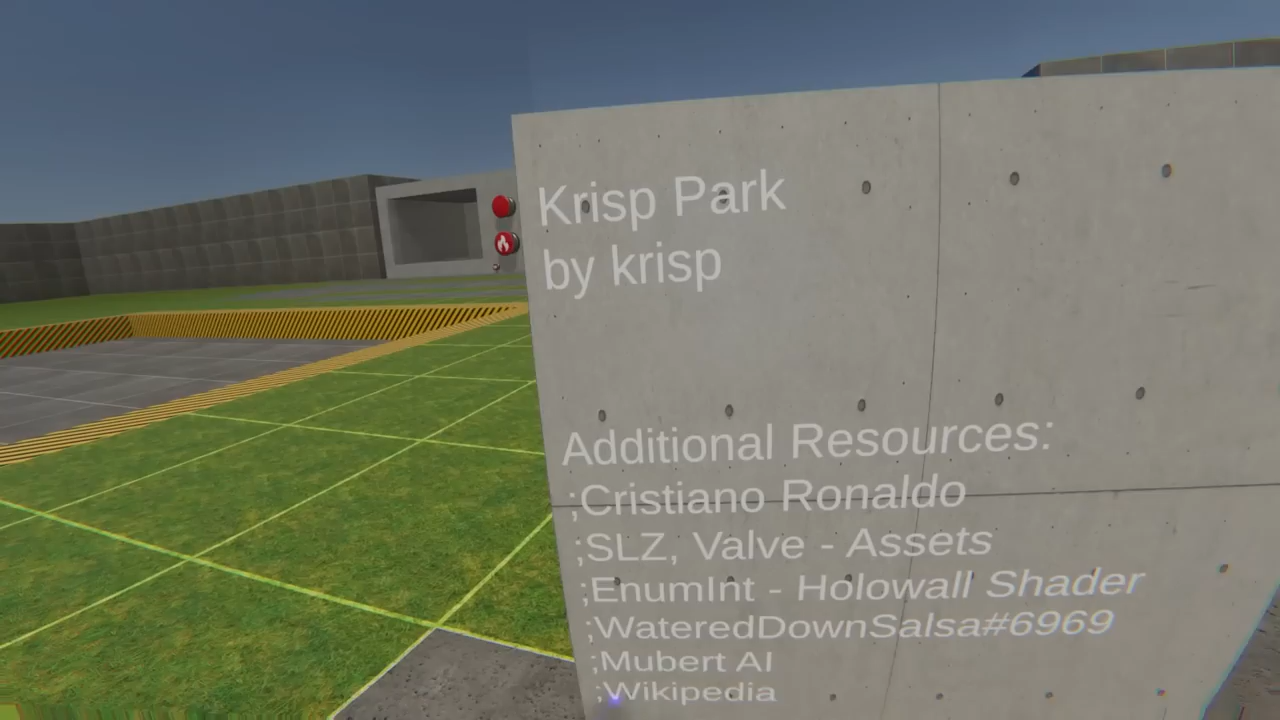 Krisp Park
by krisp
Additional Resources:
;Cristiano Ronaldo
;SLZ, Valve - Assets
;EnumInt - Holowall Shader
;WateredDownSalsa#6969
;Mubert AI
;Wikipedia